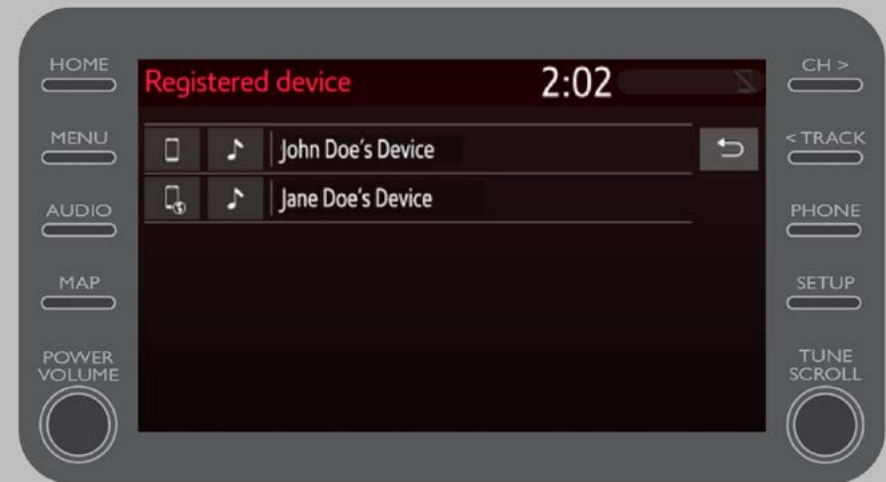 HOME
MENU
AUDIO
MAP
POWER
VOLUME
Registered device 2:02
John Doe's Device
Jane Doe's Device
CH >
< TRACK
PHONE
SETUP
TUNE
SCROLL